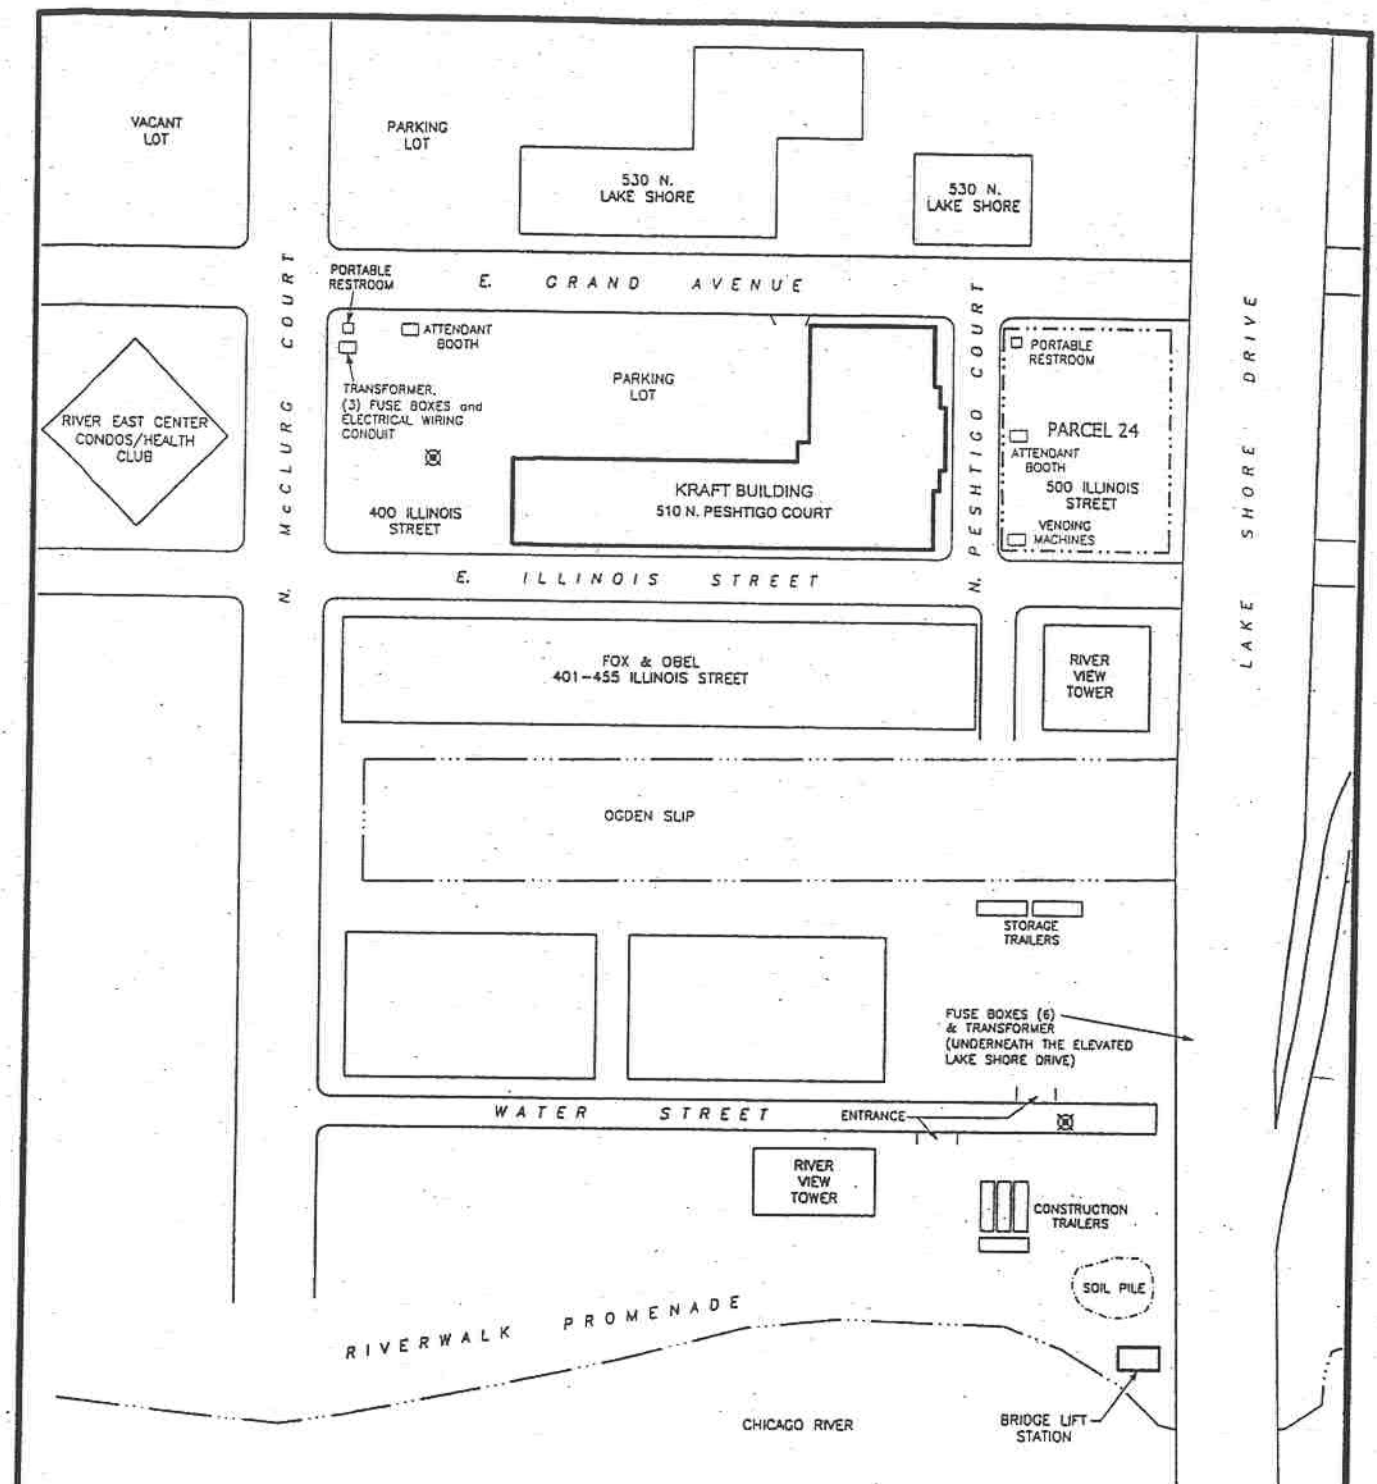 VACANT
LOT
PARKING
LOT
530 N.
LAKE SHORE
530 N.
LAKE SHORE
E. GRAND AVENUE
N. McCLURG COURT
N. PESHTIGO COURT
LAKE SHORE DRIVE
PORTABLE
RESTROOM
ATTENDANT
BOOTH
TRANSFORMER,
(3) FUSE BOXES and
ELECTRICAL WIRING
CONDUIT
400 ILLINOIS
STREET
PARKING
LOT
KRAFT BUILDING
510 N. PESHTIGO COURT
PORTABLE
RESTROOM
PARCEL 24
ATTENDANT
BOOTH
500 ILLINOIS
STREET
VENDING
MACHINES
RIVER EAST CENTER
CONDOS/HEALTH
CLUB
E. ILLINOIS STREET
FOX & OBEL
401-455 ILLINOIS STREET
RIVER
VIEW
TOWER
OGDEN SLIP
STORAGE
TRAILERS
FUSE BOXES (6)
& TRANSFORMER
(UNDERNEATH THE ELEVATED
LAKE SHORE DRIVE)
WATER STREET
ENTRANCE
RIVER
VIEW
TOWER
CONSTRUCTION
TRAILERS
SOIL PILE
RIVERWALK PROMENADE
CHICAGO RIVER
BRIDGE LIFT
STATION